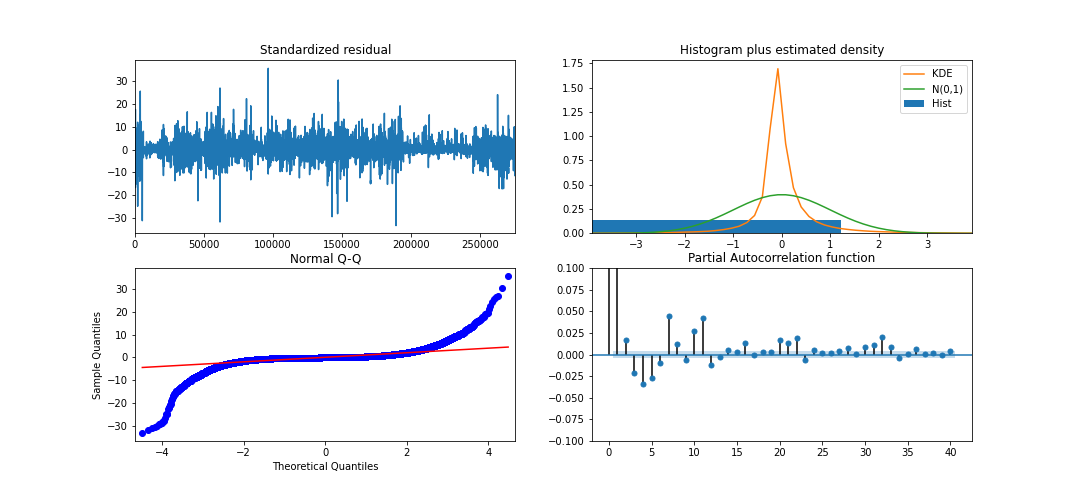 Standardized residual
30
20
10
0
−10
−20
−30
0 50000 100000 150000 200000 250000
Histogram plus estimated density
1.75
1.50
1.25
1.00
0.75
0.50
0.25
0.00
−3 −2 −1 0 1 2 3
KDE
N(0,1)
Hist
Normal Q-Q
Sample Quantiles
30
20
10
0
−10
−20
−30
−4 −2 0 2 4
Theoretical Quantiles
Partial Autocorrelation function
0.100
0.075
0.050
0.025
0.000
−0.025
−0.050
−0.075
−0.100
0 5 10 15 20 25 30 35 40